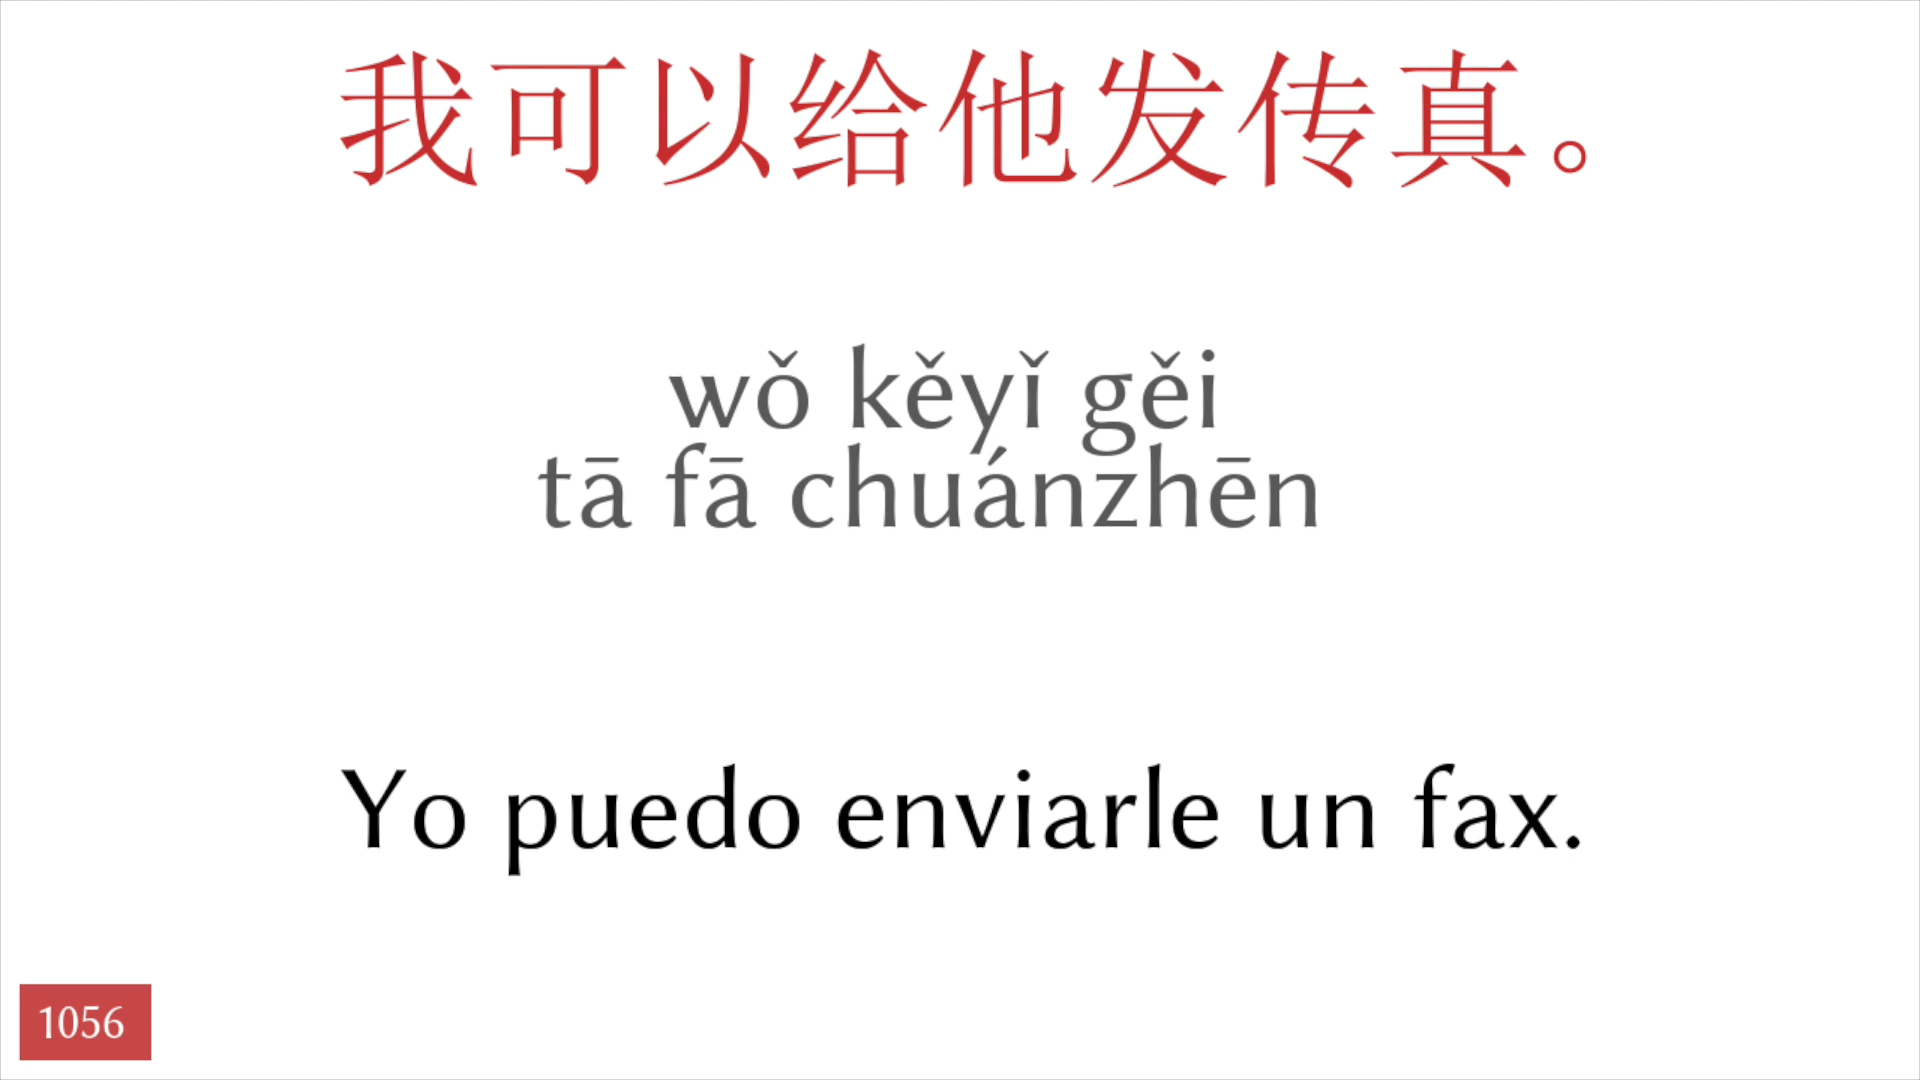 我可以给他发传真。
wǒ kěyǐ gěi
tā fā chuánzhēn
Yo puedo enviarle un fax.
1056